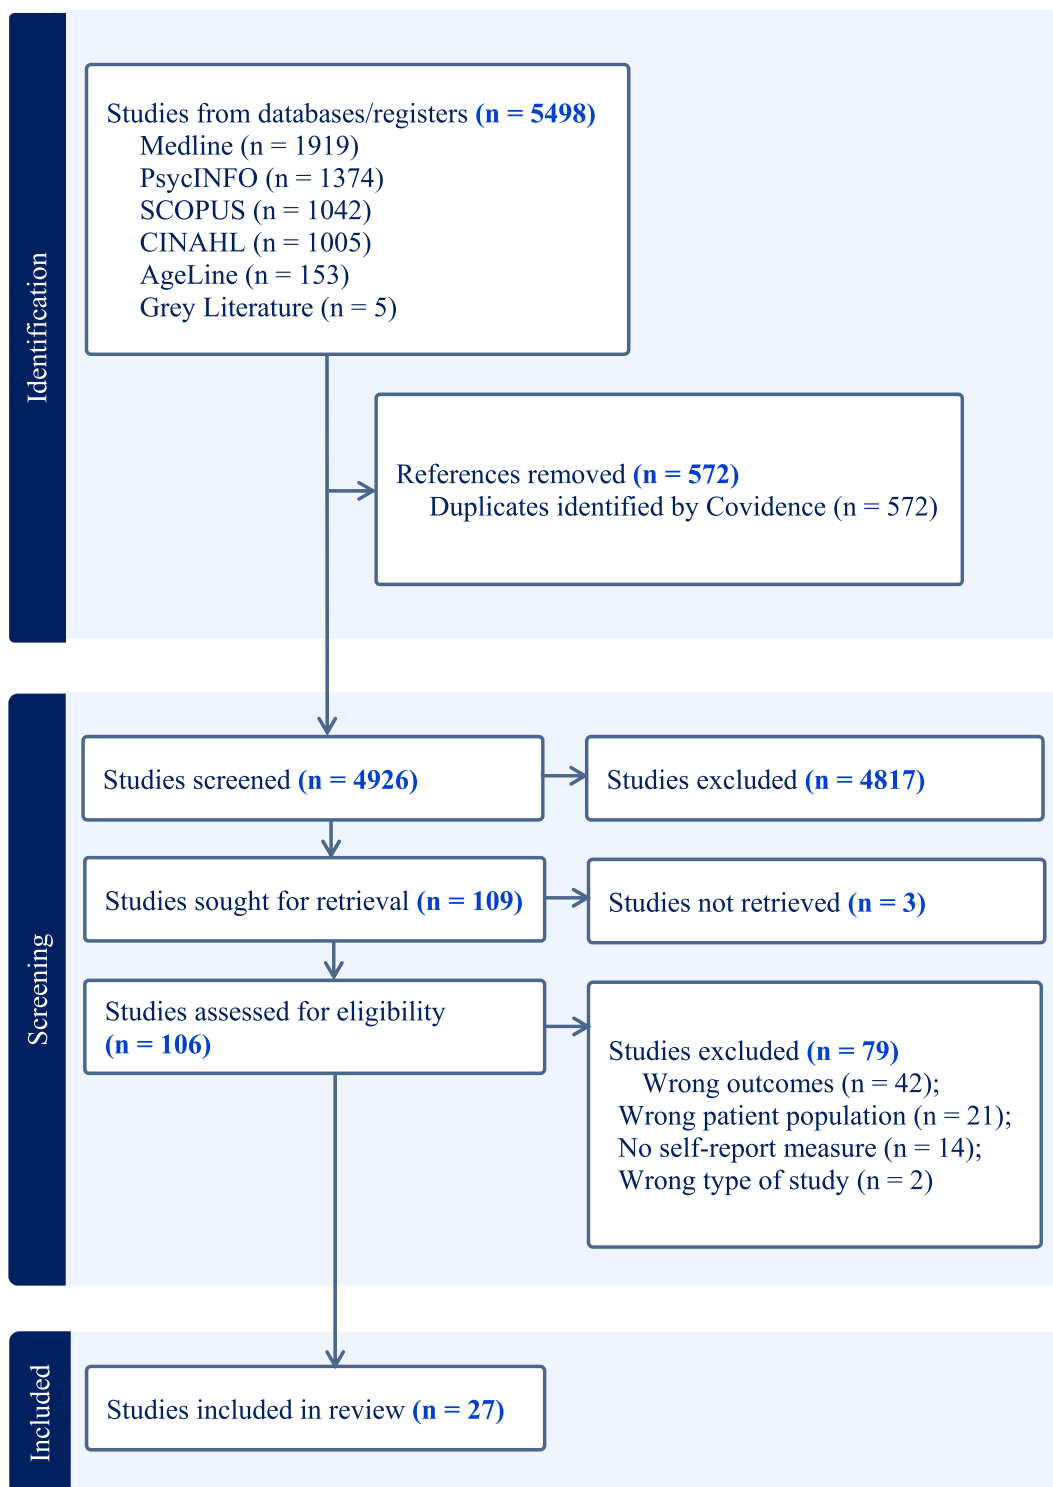 Identification
Studies from databases/registers (n = 5498)
Medline (n = 1919)
PsycINFO (n = 1374)
SCOPUS (n = 1042)
CINAHL (n = 1005)
AgeLine (n = 153)
Grey Literature (n = 5)
References removed (n = 572)
Duplicates identified by Covidence (n = 572)
Screening
Studies screened (n = 4926)
Studies excluded (n = 4817)
Studies sought for retrieval (n = 109)
Studies not retrieved (n = 3)
Studies assessed for eligibility
(n = 106)
Studies excluded (n = 79)
Wrong outcomes (n = 42);
Wrong patient population (n = 21);
No self-report measure (n = 14);
Wrong type of study (n = 2)
Included
Studies included in review (n = 27)